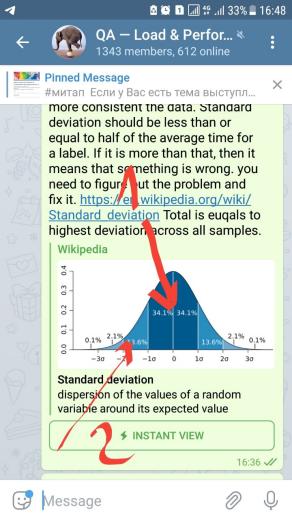 33% 16:48
QA — Load & Perfor...
1343 members, 612 online
Pinned Message
#митап Если у Вас есть тема выступл...
more consistent the data. Standard
deviation should be less than or
equal to half of the average time for
a label. If it is more than that, then it
means that something is wrong. you
need to figure out the problem and
fix it. https://en.wikipedia.org/wiki/
Standard_deviation Total is euqals to
highest deviation across all samples.
Wikipedia
0.4
0.3
0.2
0.1
0.0
34.1% 34.1%
0.1% 2.1% 13.6% 13.6% 2.1% 0.1%
−3σ −2σ −1σ 0 1σ 2σ 3σ
1
2
Standard deviation
dispersion of the values of a random
variable around its expected value
INSTANT VIEW
16:36
Message